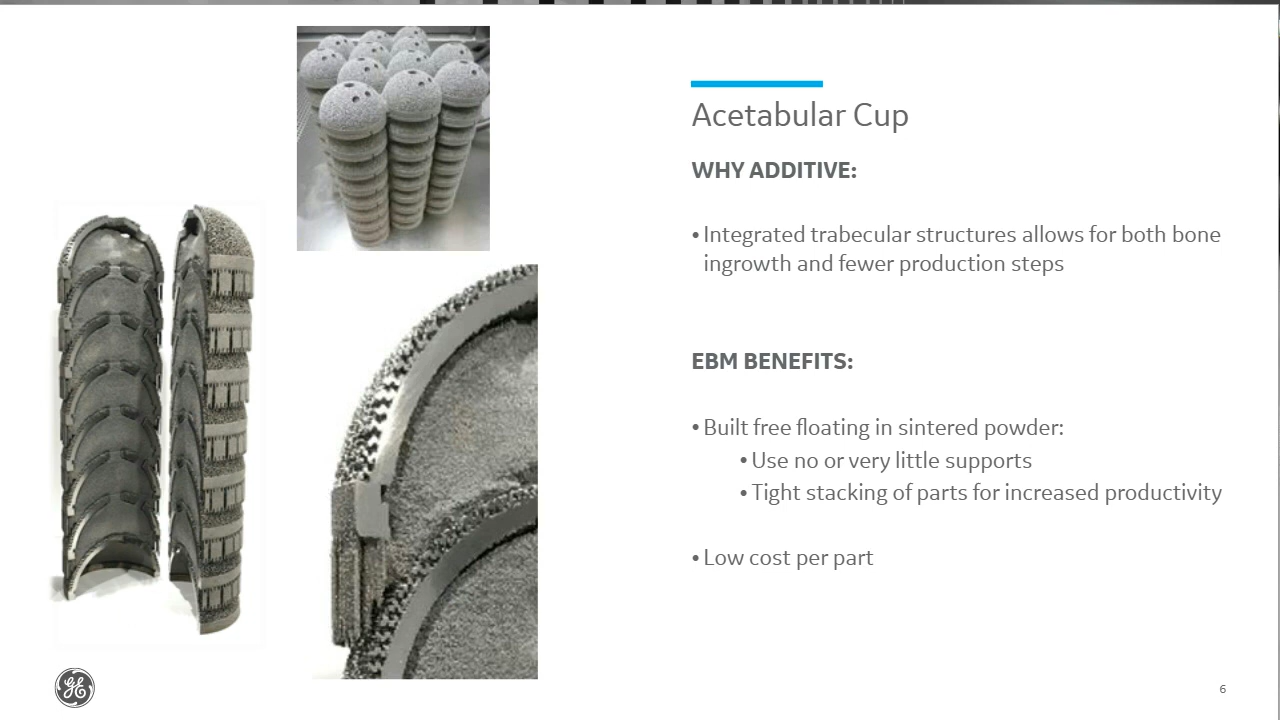 Acetabular Cup
WHY ADDITIVE:
• Integrated trabecular structures allows for both bone
ingrowth and fewer production steps
EBM BENEFITS:
• Built free floating in sintered powder:
• Use no or very little supports
• Tight stacking of parts for increased productivity
• Low cost per part
GE
6